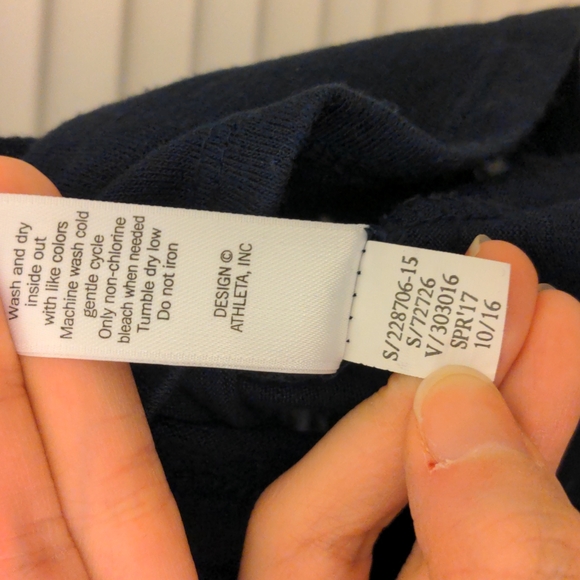 Wash and dry
inside out
with like colors
Machine wash cold
gentle cycle
Only non-chlorine
bleach when needed
Tumble dry low
Do not iron
DESIGN ©
ATHLETA, INC
S/228706-15
S/72726
V/303016
SPR'17
10/16